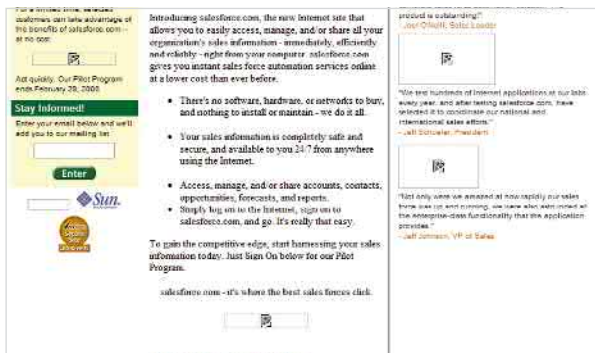 For a limited time, selected
customers can take advantage of
the benefits of salesforce.com --
at no cost.
Act quickly. Our Pilot Program
ends February 29, 2000.
Stay Informed!
Enter your email below and we'll
add you to our mailing list.
Enter
Sun.
Introducing salesforce.com, the new Internet site that
allows you to easily access, manage, and/or share all your
organization's sales information - immediately, efficiently
and reliably - right from your computer. salesforce.com
gives you instant sales force automation services online
at a lower cost than ever before.
There's no software, hardware, or networks to buy,
and nothing to install or maintain - we do it all.
Your sales information is completely safe and
secure, and available to you 24/7 from anywhere
using the Internet.
Access, manage, and/or share accounts, contacts,
opportunities, forecasts, and reports.
Simply log on to the Internet, sign on to
salesforce.com, and go. It's really that easy.
To gain the competitive edge, start harnessing your sales
information today. Just Sign On below for our Pilot
Program.
salesforce.com - it's where the best sales forces click.
product is outstanding!"
Sales Leader
"We test hundreds of Internet applications at our labs
every year, and after testing salesforce.com, have
selected it to coordinate our national and
international sales efforts."
- Jeff Schueler, President
"Not only were we amazed at how rapidly our sales
force was up and running, we were also astounded at
the enterprise-class functionality that the application
provides."
- Jeff Johnson, VP of Sales